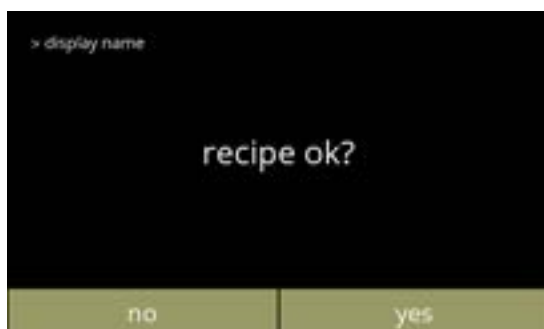 > display name
recipe ok?
no
yes